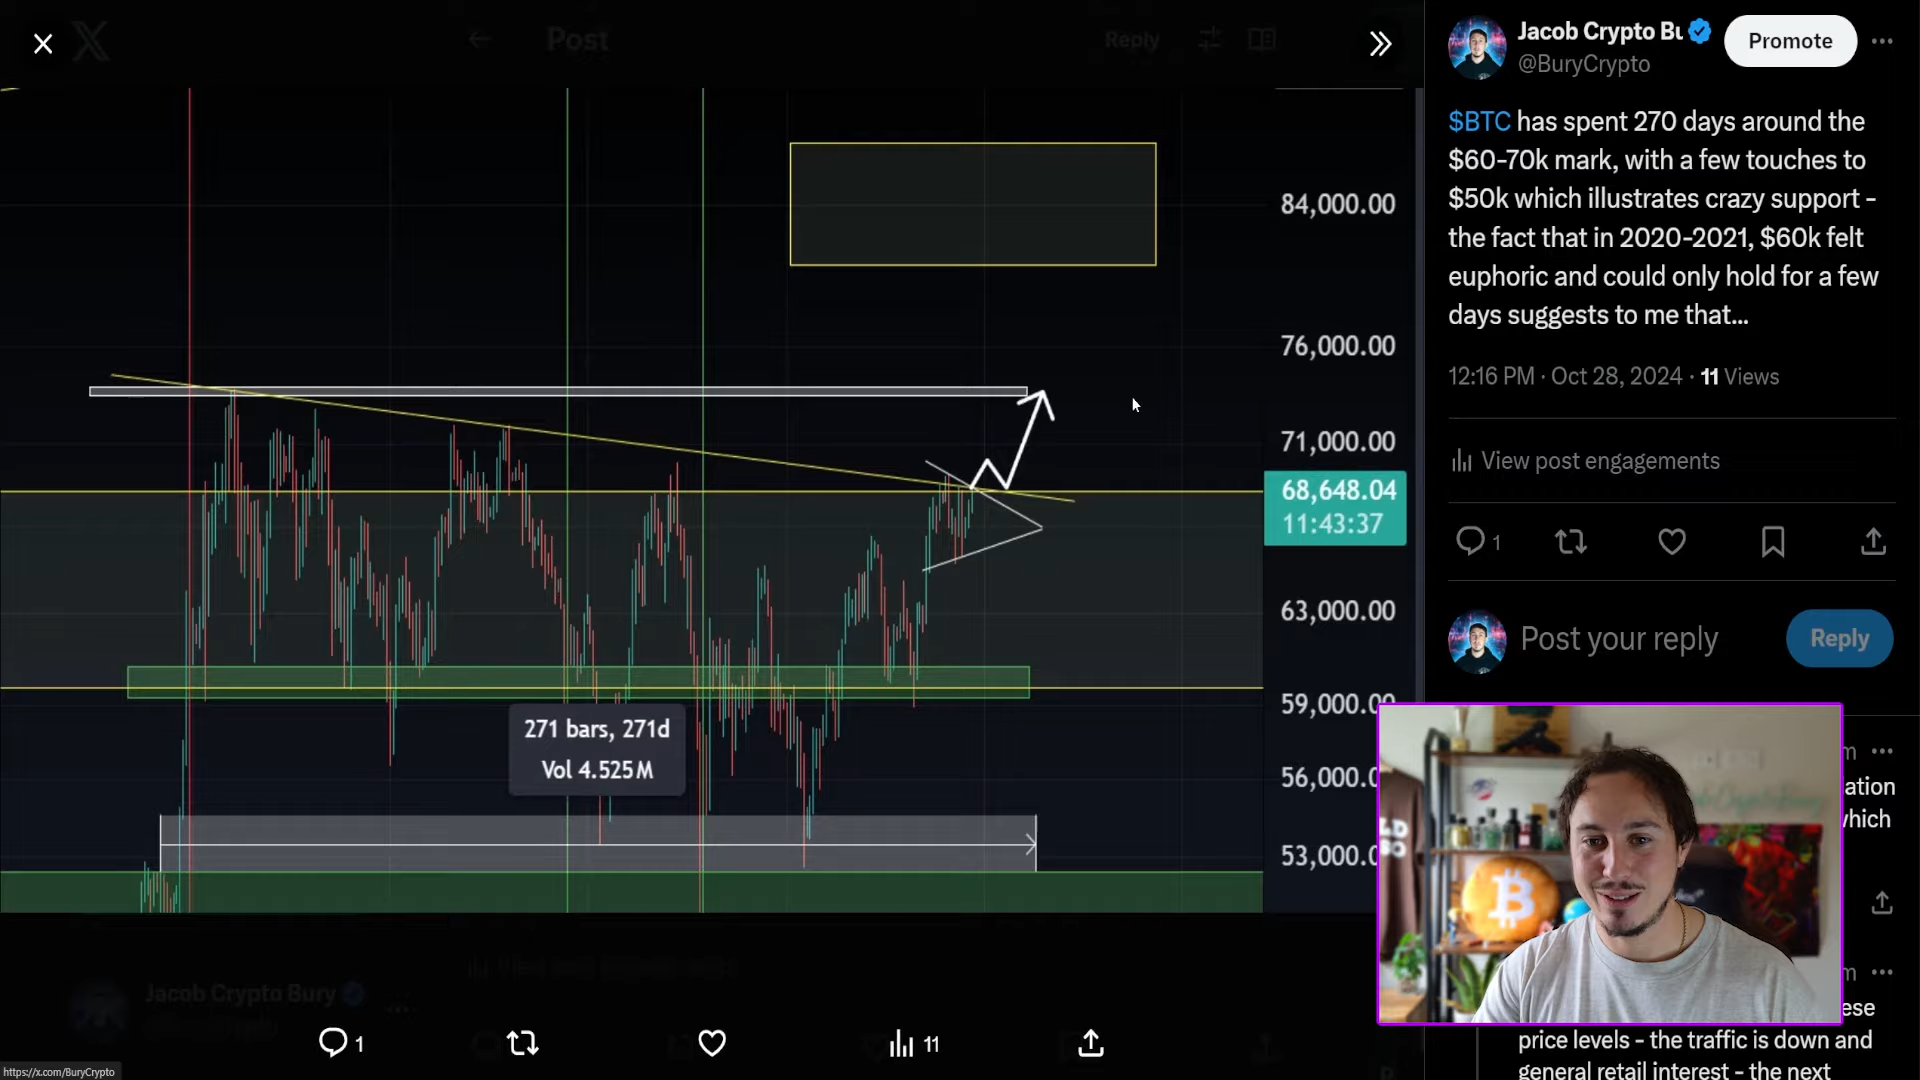 Post
Reply
84,000.00
76,000.00
71,000.00
68,648.04
11:43:37
63,000.00
59,000.00
56,000.0
53,000.0
271 bars, 271d
Vol 4.525M
Jacob Crypto Bury
1
11
https://x.com/BuryCrypto
Jacob Crypto Bu
Promote
@BuryCrypto
$BTC has spent 270 days around the
$60-70k mark, with a few touches to
$50k which illustrates crazy support -
the fact that in 2020-2021, $60k felt
euphoric and could only hold for a few
days suggests to me that...
12:16 PM · Oct 28, 2024 · 11 Views
View post engagements
1
Post your reply
Reply
price levels - the traffic is down and
general retail interest - the next